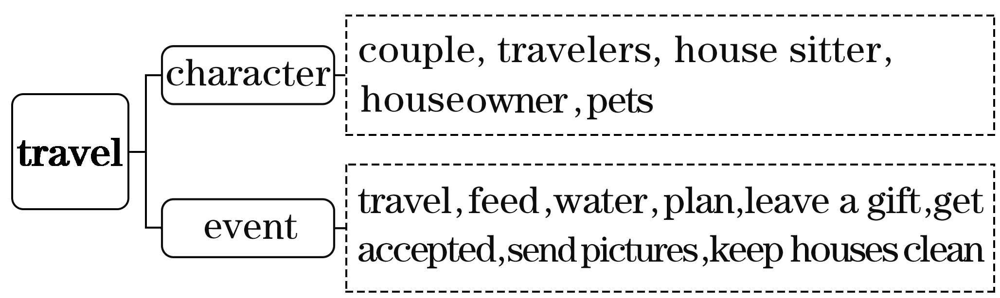 travel
character
couple, travelers, house sitter,
houseowner, pets
event
travel, feed, water, plan, leave a gift, get
accepted, send pictures, keep houses clean